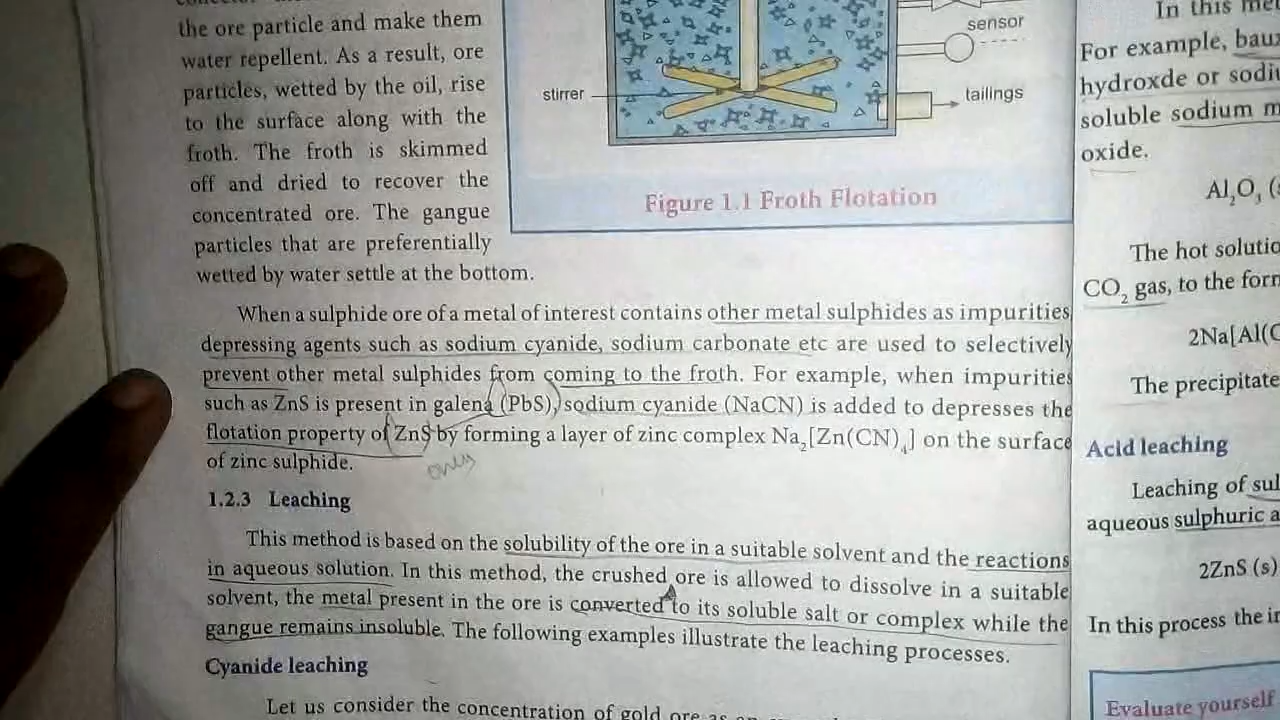 the ore particle and make them
water repellent. As a result, ore
particles, wetted by the oil, rise
to the surface along with the
froth. The froth is skimmed
off and dried to recover the
concentrated ore. The gangue
particles that are preferentially
wetted by water settle at the bottom.
sensor
stirrer
tailings
Figure 1.1 Froth Flotation
When a sulphide ore of a metal of interest contains other metal sulphides as impurities
depressing agents such as sodium cyanide, sodium carbonate etc are used to selectively
prevent other metal sulphides from coming to the froth. For example, when impurities
such as ZnS is present in galena (PbS), sodium cyanide (NaCN) is added to depresses the
flotation property of ZnS by forming a layer of zinc complex Na₂[Zn(CN)₄] on the surface
of zinc sulphide.
only
1.2.3 Leaching
This method is based on the solubility of the ore in a suitable solvent and the reactions
in aqueous solution. In this method, the crushed ore is allowed to dissolve in a suitable
solvent, the metal present in the ore is converted to its soluble salt or complex while the
gangue remains insoluble. The following examples illustrate the leaching processes.
Cyanide leaching
Let us consider the concentration of gold ore as an
In this
For example,
hydroxde or
soluble sodium
oxide.
Al₂O₃
The hot
CO₂ gas, to the
2Na[Al(
The precipitate
Acid leaching
Leaching of
aqueous sulphuric
2ZnS (s)
In this process the
Evaluate yourself